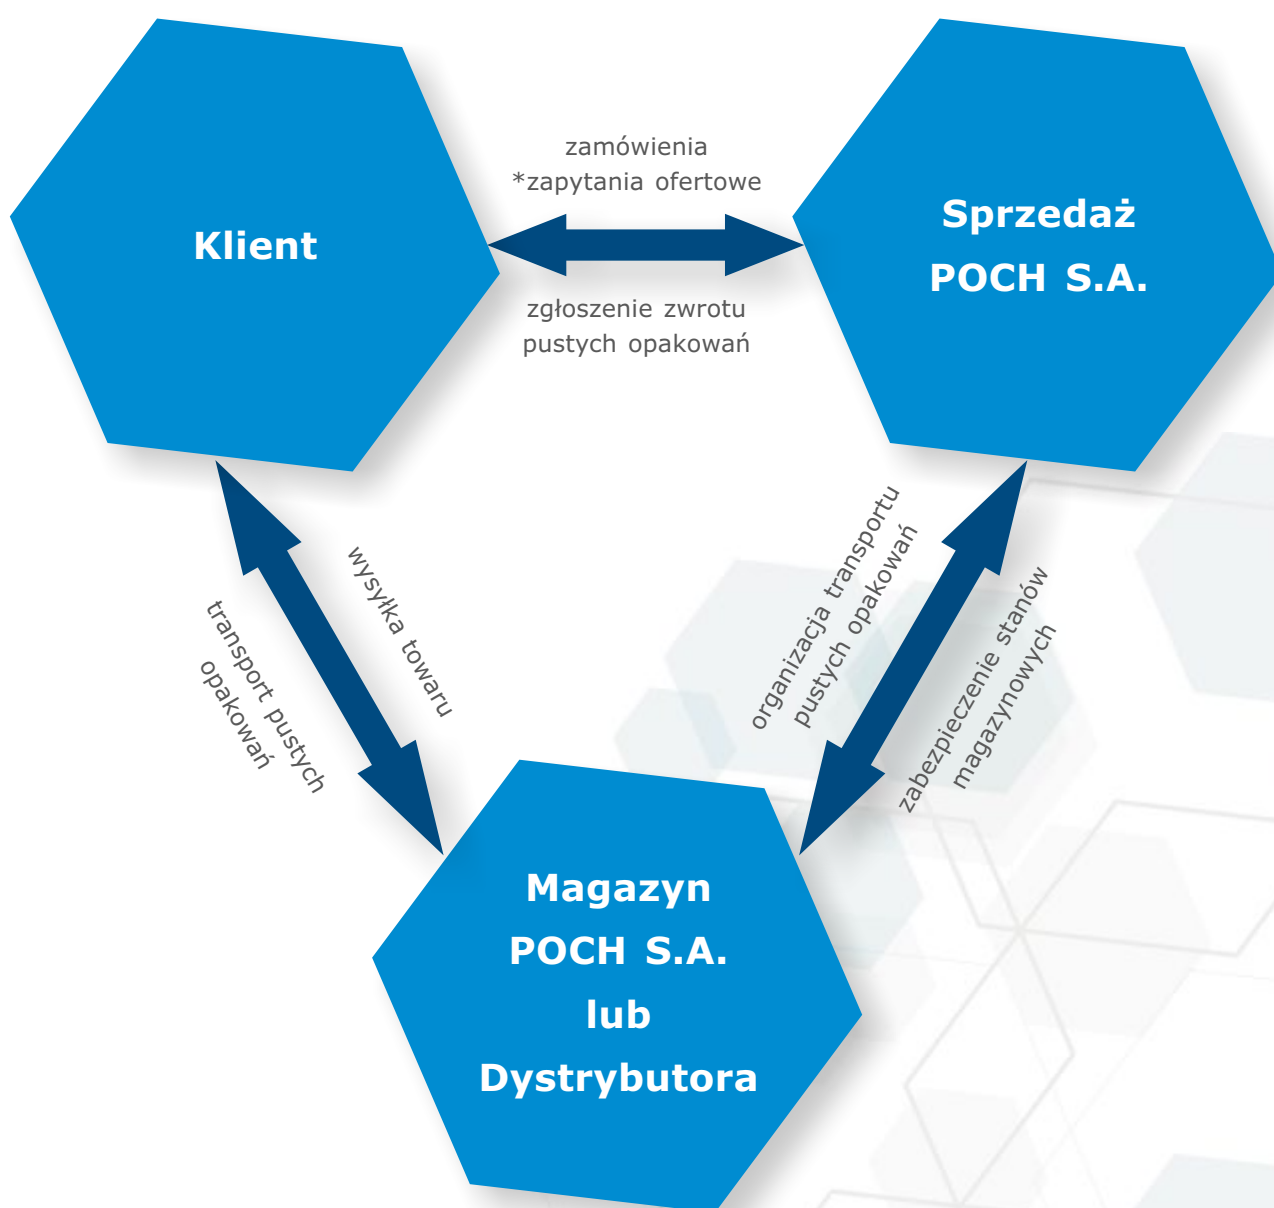 zamówienia
*zapytania ofertowe
Klient
Sprzedaż
POCH S.A.
zgłoszenie zwrotu
pustych opakowań
wysyłka towaru
transport pustych
opakowań
organizacja transportu
pustych opakowań
zabezpieczenie stanów
magazynowych
Magazyn
POCH S.A.
lub
Dystrybutora